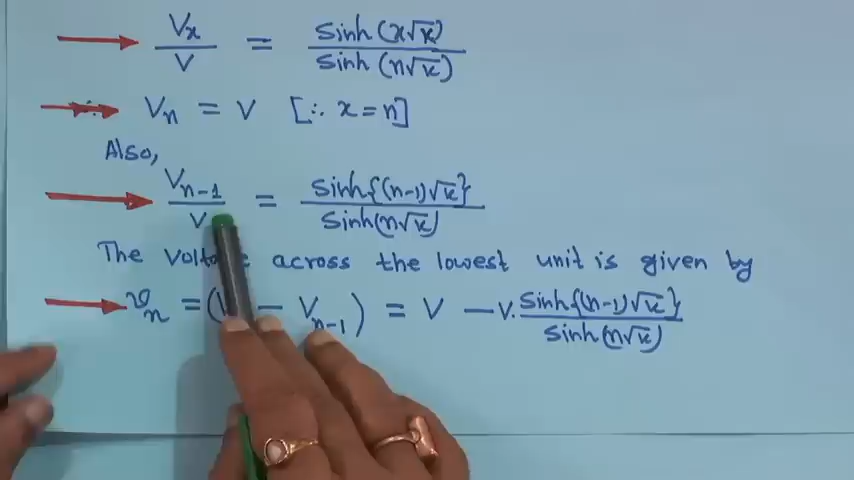 Vx/V = Sinh(x√k)/Sinh(n√k)
Vn = V [∴ x = n]
Also,
Vn-1/V = Sinh{(n-1)√k}/Sinh(n√k)
The across the lowest unit is given by
𝑣n = ( - Vn-1) = V - V. Sinh{(n-1)√k}/Sinh(n√k)